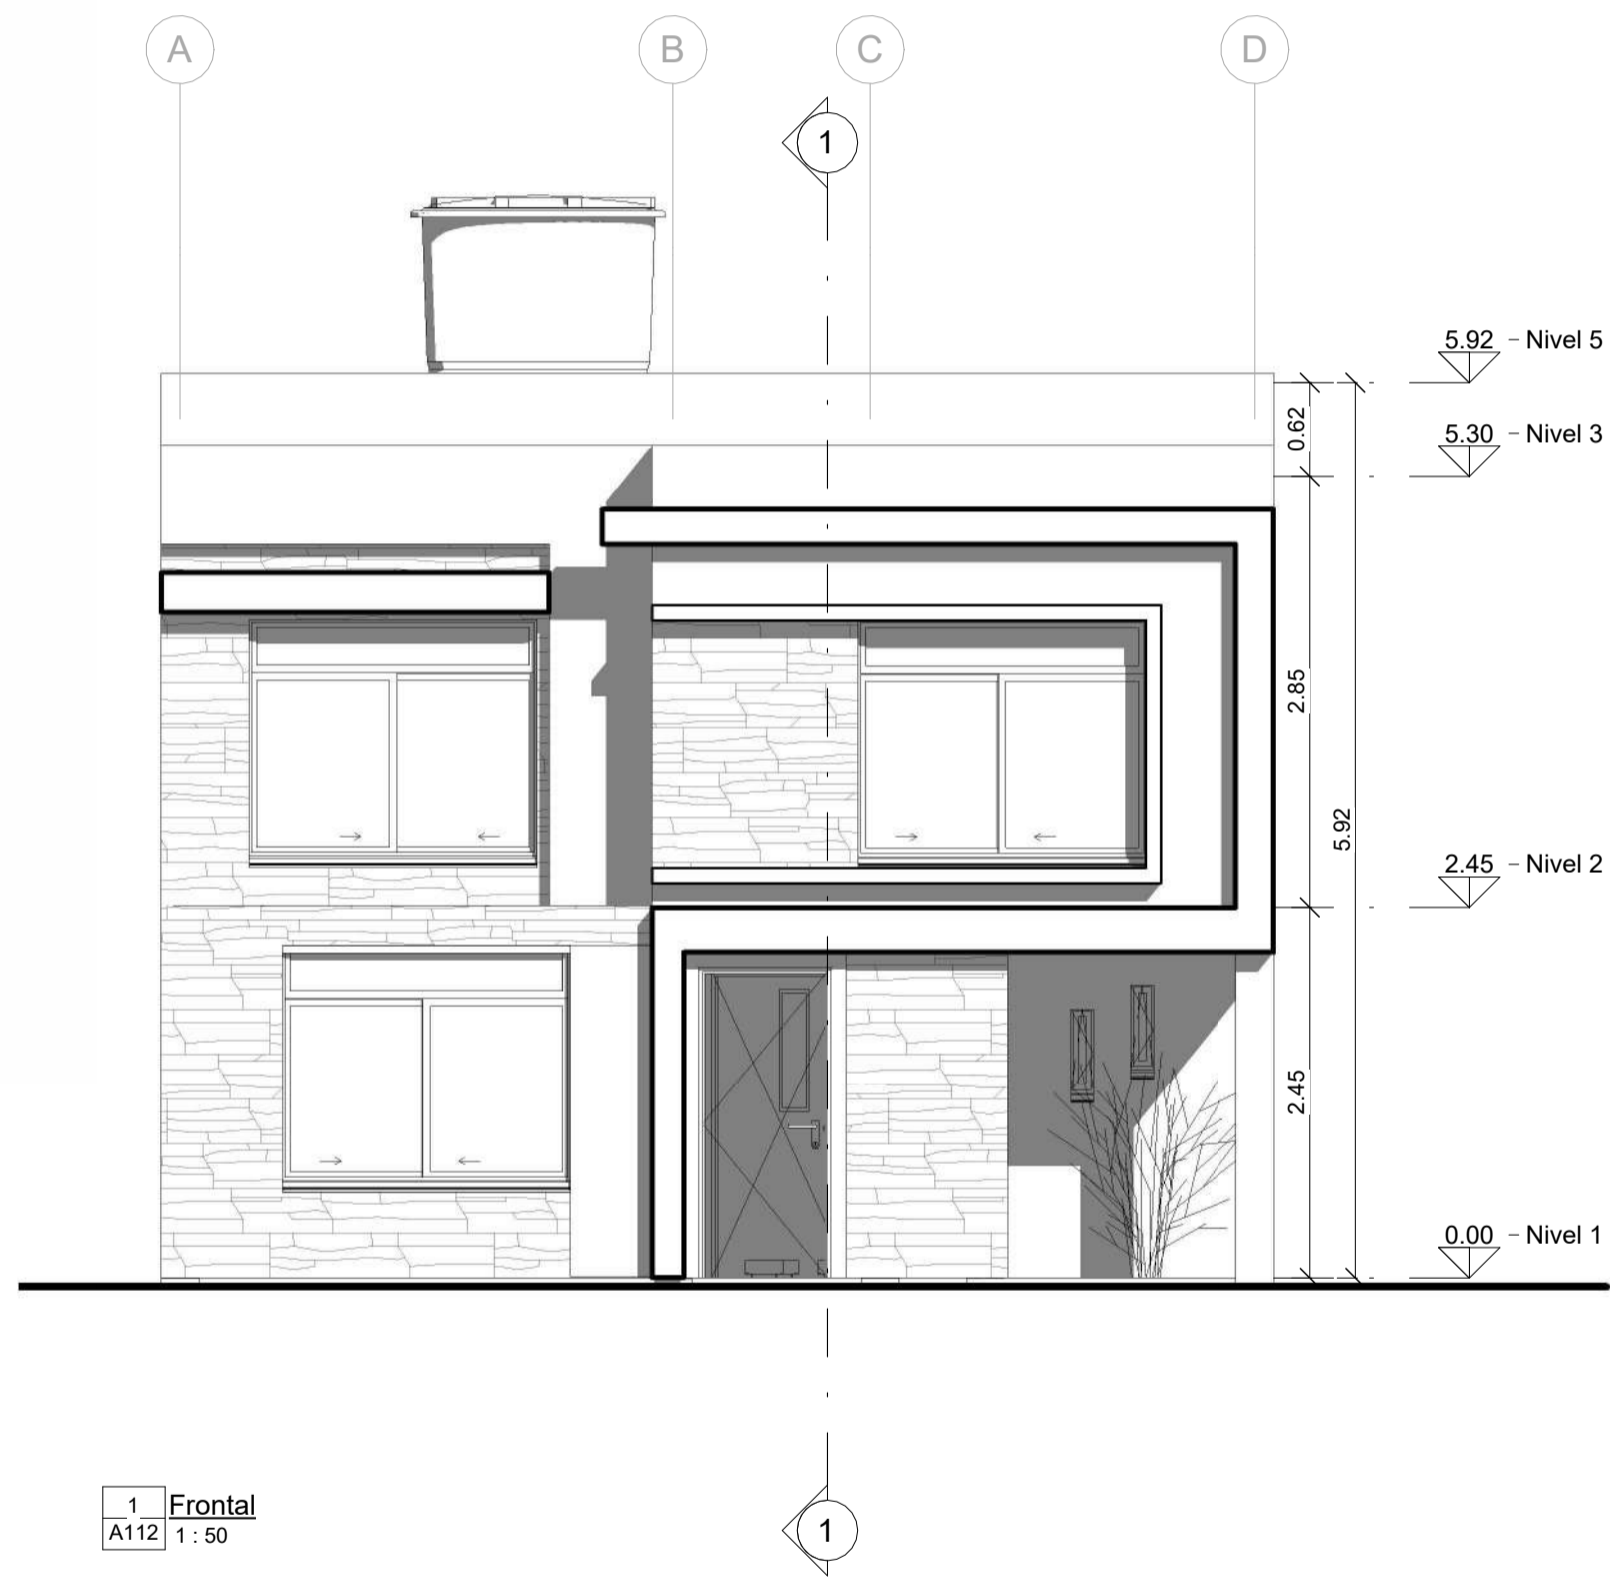 A B C D
1
5.92 – Nivel 5
0.62
5.30 – Nivel 3
2.85
5.92
2.45 – Nivel 2
2.45
0.00 – Nivel 1
1 Frontal
A112 1 : 50
1